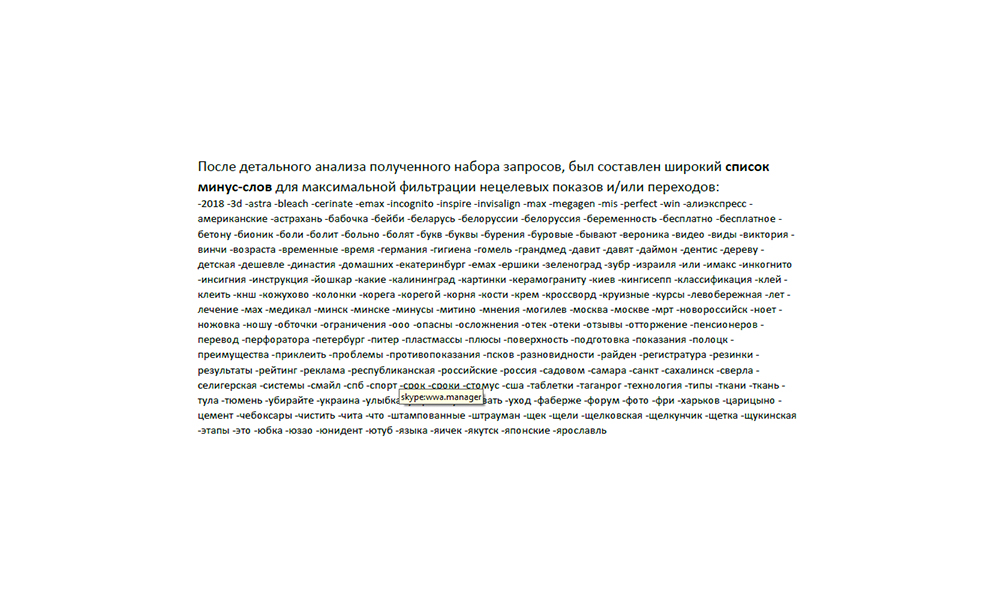 После детального анализа полученного набора запросов, был составлен широкий список
минус-слов для максимальной фильтрации нецелевых показов и/или переходов:
-2018 -3d -astra -bleach -cerinate -emax -incognito -inspire -invisalign -max -megagen -mis -perfect -win -алиэкспресс -
американские -астрахань -бабочка -бейби -беларусь -белоруссии -белоруссия -беременность -бесплатно -бесплатное -
бетону -бионик -боли -болит -больно -болят -букв -буквы -бурения -буровые -бывают -вероника -видео -виды -виктория -
винчи -возраста -временные -время -германия -гигиена -гомель -грандмед -давит -давят -даймон -дентис -дереву -
детская -дешевле -династия -домашних -екатеринбург -емах -ершики -зеленоград -зубр -израиля -или -имакс -инкогнито
-инсигния -инструкция -йошкар -какие -калининград -картинки -керамограниту -киев -кингисепп -классификация -клей -
клеить -кнш -кожухово -колонки -корега -корегой -корня -кости -крем -кроссворд -круизные -курсы -левобережная -лет -
лечение -мах -медикал -минск -минске -минусы -митино -мнения -могилев -москва -москве -мрт -новороссийск -ноет -
ножовка -ношу -обточки -ограничения -ооо -опасны -осложнения -отек -отеки -отзывы -отторжение -пенсионеров -
перевод -перфоратора -петербург -питер -пластмассы -плюсы -поверхность -подготовка -показания -полоцк -
преимущества -приклеить -проблемы -противопоказания -псков -разновидности -райден -регистратура -резинки -
результаты -рейтинг -реклама -республиканская -российские -россия -садовом -самара -санкт -сахалинск -сверла -
селигерская -системы -смайл -спб -спорт -срок -сроки -стомус -сша -таблетки -таганрог -технология -типы -ткани -ткань -
тула -тюмень -убирайте -украина -улыбка skype:wwa.manager -уход -фаберже -форум -фото -фри -харьков -царицыно -
цемент -чебоксары -чистить -чита -что -штампованные -штрауман -щек -щели -щелковская -щелкунчик -щетка -щукинская
-этапы -это -юбка -юзао -юнидент -ютуб -языка -яичек -якутск -японские -ярославль